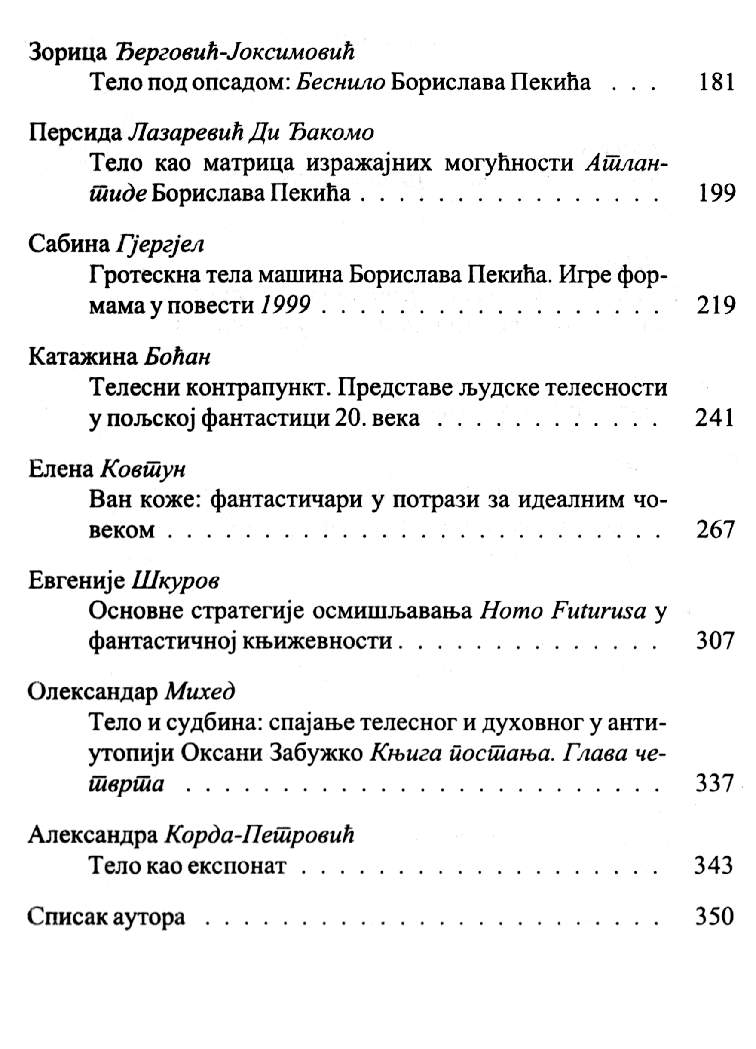 Зорица Ђерговић-Јоксимовић
Тело под опсадом: Беснило Борислава Пекића . . . 181
Персида Лазаревић Ди Ђакомо
Тело као матрица изражајних могућности Атлан-
тиде Борислава Пекића . . . . . . . . . . . . . . . . 199
Сабина Гјергјел
Гротескна тела машина Борислава Пекића. Игре фор-
мама у повести 1999 . . . . . . . . . . . . . . . . . . 219
Катажина Боћан
Телесни контрапункт. Представе људске телесности
у пољској фантастици 20. века . . . . . . . . . . . . 241
Елена Ковтун
Ван коже: фантастичари у потрази за идеалним чо-
веком . . . . . . . . . . . . . . . . . . . . . . . . . . 267
Евгеније Шкуров
Основне стратегије осмишљавања Homo Futurusa у
фантастичној књижевности . . . . . . . . . . . . . . 307
Олександар Михед
Тело и судбина: спајање телесног и духовног у анти-
утопији Оксани Забужко Књига постања. Глава че-
тврта . . . . . . . . . . . . . . . . . . . . . . . . . 337
Александра Корда-Петровић
Тело као експонат . . . . . . . . . . . . . . . . . . . 343
Списак аутора . . . . . . . . . . . . . . . . . . . . . . . . 350